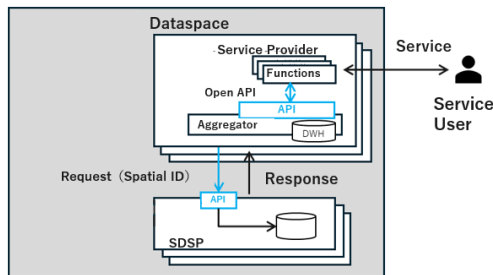 Dataspace
Service Provider
Functions
Service
Open API
API
Aggregator
DWH
Service
User
Request（Spatial ID）
Response
API
SDSP